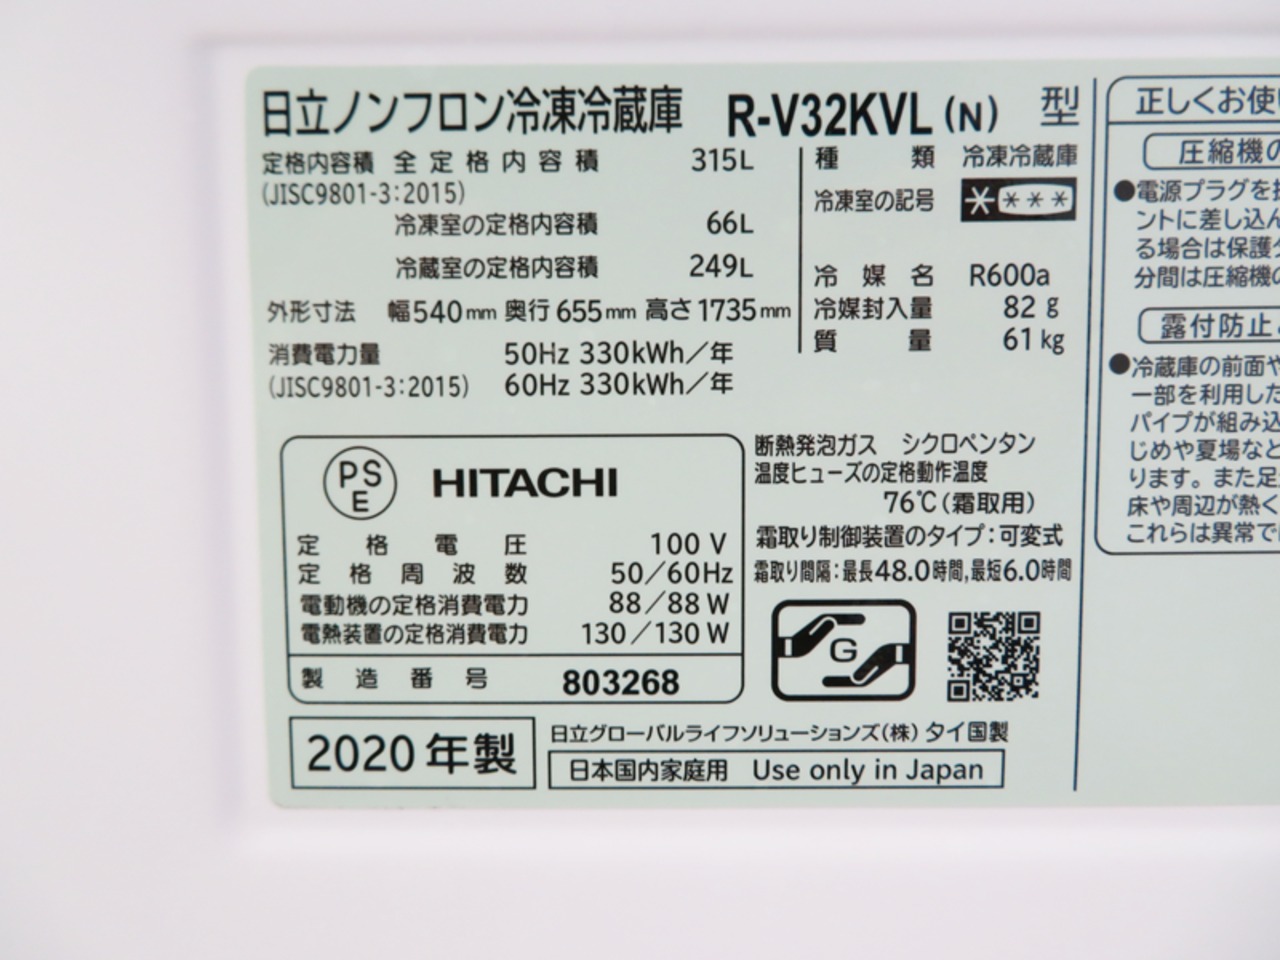 日立ノンフロン冷凍冷蔵庫 R-V32KVL (N) 型
定格内容積 全定格内容積 315L
(JISC9801-3:2015)
冷凍室の定格内容積 66L
冷蔵室の定格内容積 249L
外形寸法 幅540mm 奥行655mm 高さ1735mm
消費電力量 50Hz 330kWh/年
(JISC9801-3:2015) 60Hz 330kWh/年
種類 冷凍冷蔵庫
冷凍室の記号
冷媒名 R600a
冷媒封入量 82g
質量 61kg
PS
E
HITACHI
定格電圧 100V
定格周波数 50/60Hz
電動機の定格消費電力 88/88W
電熱装置の定格消費電力 130/130W
製造番号 803268
断熱発泡ガス シクロペンタン
温度ヒューズの定格動作温度
76℃(霜取用)
霜取り制御装置のタイプ:可変式
霜取り間隔:最長48.0時間,最短6.0時間
G
2020年製
日立グローバルライフソリューションズ(株) タイ国製
日本国内家庭用 Use only in Japan
正しくお使い
圧縮機の
●電源プラグを
ントに差し込ん
る場合は保護
分間は圧縮機の
露付防止
●冷蔵庫の前面や
一部を利用した
パイプが組み込
じめや夏場など
ります。また足
床や周辺が熱く
これらは異常で